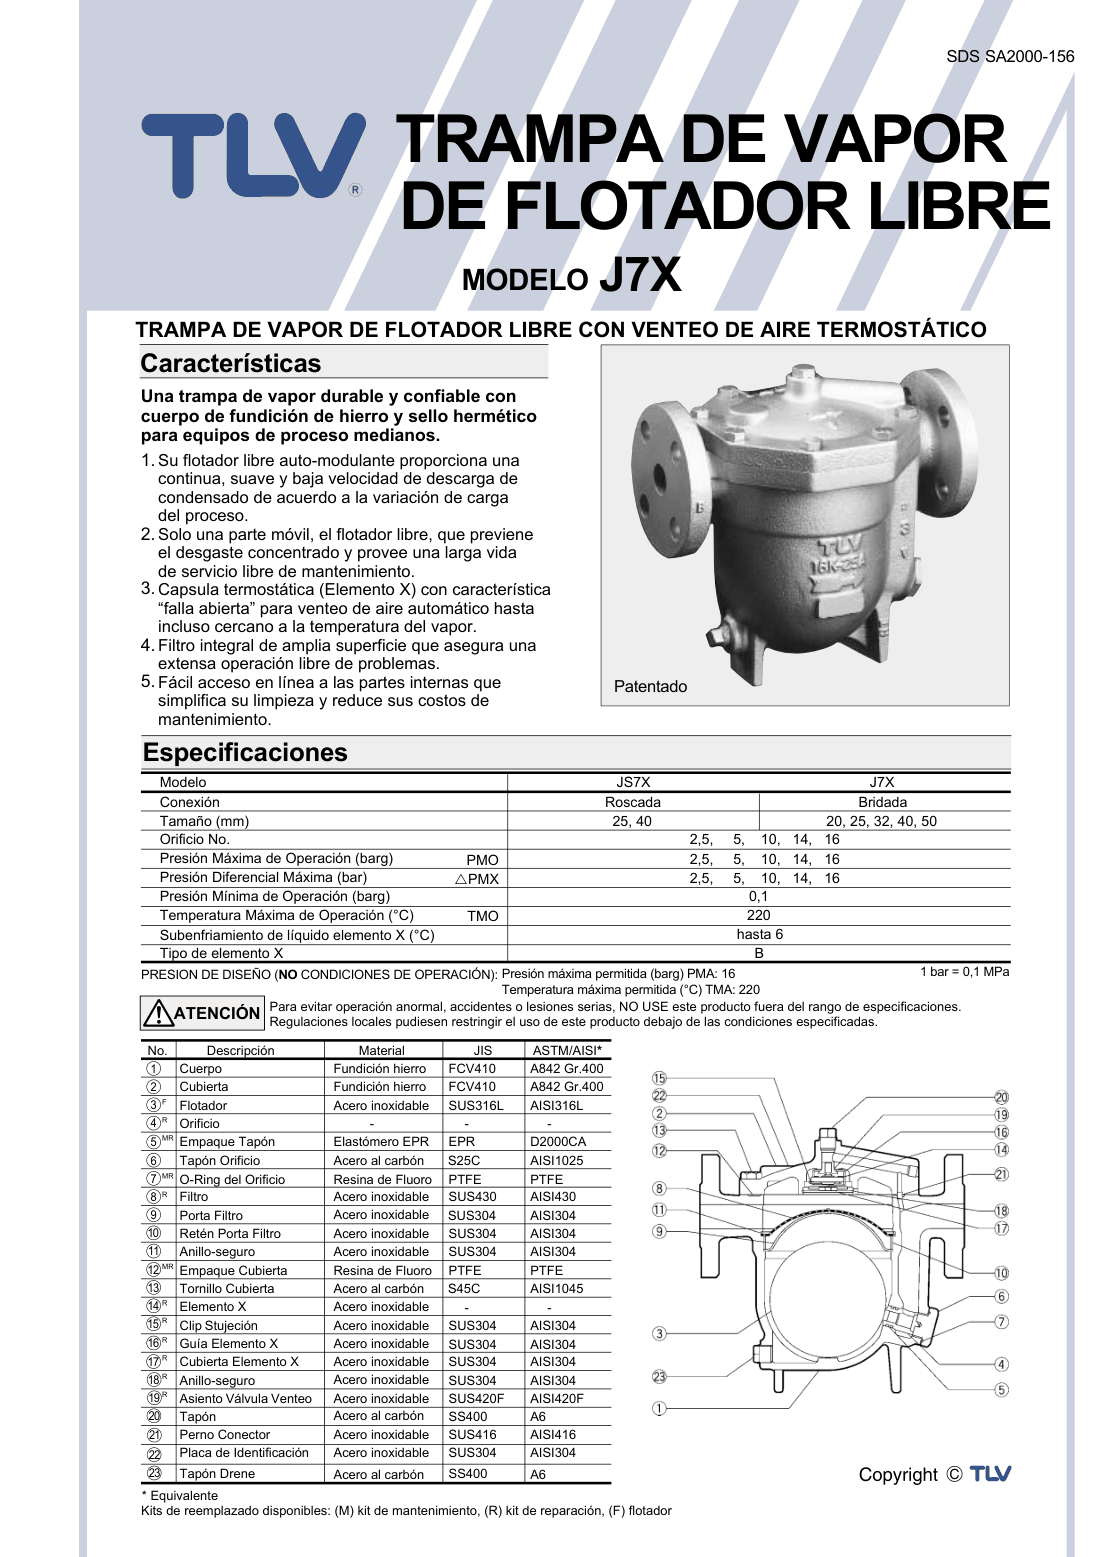 SDS SA2000-156
TLV ®
TRAMPA DE VAPOR
DE FLOTADOR LIBRE
MODELO J7X
TRAMPA DE VAPOR DE FLOTADOR LIBRE CON VENTEO DE AIRE TERMOSTÁTICO
Características
Una trampa de vapor durable y confiable con
cuerpo de fundición de hierro y sello hermético
para equipos de proceso medianos.
1. Su flotador libre auto-modulante proporciona una
continua, suave y baja velocidad de descarga de
condensado de acuerdo a la variación de carga
del proceso.
2. Solo una parte móvil, el flotador libre, que previene
el desgaste concentrado y provee una larga vida
de servicio libre de mantenimiento.
3. Capsula termostática (Elemento X) con característica
“falla abierta” para venteo de aire automático hasta
incluso cercano a la temperatura del vapor.
4. Filtro integral de amplia superficie que asegura una
extensa operación libre de problemas.
5. Fácil acceso en línea a las partes internas que
simplifica su limpieza y reduce sus costos de
mantenimiento.
TLV
16K-25A
Patentado
Especificaciones
Modelo JS7X J7X
Conexión Roscada Bridada
Tamaño (mm) 25, 40 20, 25, 32, 40, 50
Orificio No. 2,5, 5, 10, 14, 16
Presión Máxima de Operación (barg) PMO 2,5, 5, 10, 14, 16
Presión Diferencial Máxima (bar) △PMX 2,5, 5, 10, 14, 16
Presión Mínima de Operación (barg) 0,1
Temperatura Máxima de Operación (°C) TMO 220
Subenfriamiento de líquido elemento X (°C) hasta 6
Tipo de elemento X B
PRESION DE DISEÑO (NO CONDICIONES DE OPERACIÓN): Presión máxima permitida (barg) PMA: 16 1 bar = 0,1 MPa
Temperatura máxima permitida (°C) TMA: 220
ATENCIÓN
Para evitar operación anormal, accidentes o lesiones serias, NO USE este producto fuera del rango de especificaciones.
Regulaciones locales pudiesen restringir el uso de este producto debajo de las condiciones especificadas.
No. Descripción Material JIS ASTM/AISI*
1 Cuerpo Fundición hierro FCV410 A842 Gr.400
2 Cubierta Fundición hierro FCV410 A842 Gr.400
3 F Flotador Acero inoxidable SUS316L AISI316L
4 R Orificio - - -
5 MR Empaque Tapón Elastómero EPR EPR D2000CA
6 Tapón Orificio Acero al carbón S25C AISI1025
7 MR O-Ring del Orificio Resina de Fluoro PTFE PTFE
8 R Filtro Acero inoxidable SUS430 AISI430
9 Porta Filtro Acero inoxidable SUS304 AISI304
10 Retén Porta Filtro Acero inoxidable SUS304 AISI304
11 Anillo-seguro Acero inoxidable SUS304 AISI304
12 MR Empaque Cubierta Resina de Fluoro PTFE PTFE
13 Tornillo Cubierta Acero al carbón S45C AISI1045
14 R Elemento X Acero inoxidable - -
15 R Clip Stujeción Acero inoxidable SUS304 AISI304
16 R Guía Elemento X Acero inoxidable SUS304 AISI304
17 R Cubierta Elemento X Acero inoxidable SUS304 AISI304
18 R Anillo-seguro Acero inoxidable SUS304 AISI304
19 R Asiento Válvula Venteo Acero inoxidable SUS420F AISI420F
20 Tapón Acero al carbón SS400 A6
21 Perno Conector Acero inoxidable SUS416 AISI416
22 Placa de Identificación Acero inoxidable SUS304 AISI304
23 Tapón Drene Acero al carbón SS400 A6
15
22
2
13
12
8
11
9
3
23
1
20
19
16
14
21
18
17
10
6
7
4
5
Copyright © TLV
* Equivalente
Kits de reemplazado disponibles: (M) kit de mantenimiento, (R) kit de reparación, (F) flotador